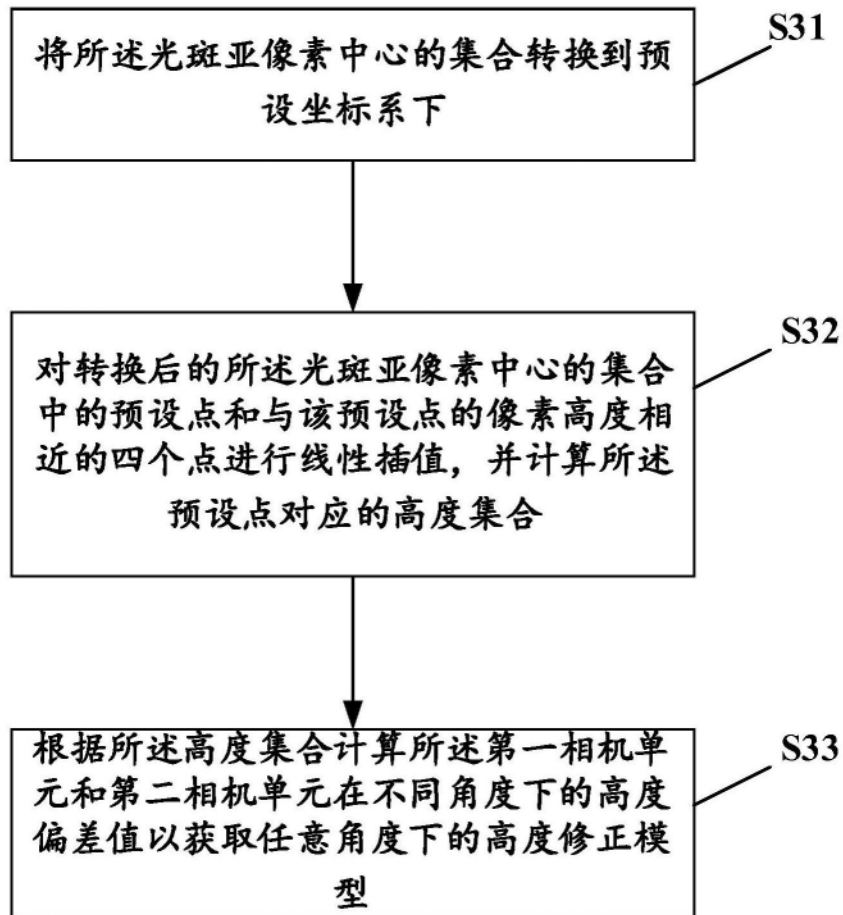 S31
将所述光斑亚像素中心的集合转换到预
设坐标系下
S32
对转换后的所述光斑亚像素中心的集合
中的预设点和与该预设点的像素高度相
近的四个点进行线性插值，并计算所述
预设点对应的高度集合
S33
根据所述高度集合计算所述第一相机单
元和第二相机单元在不同角度下的高度
偏差值以获取任意角度下的高度修正模
型